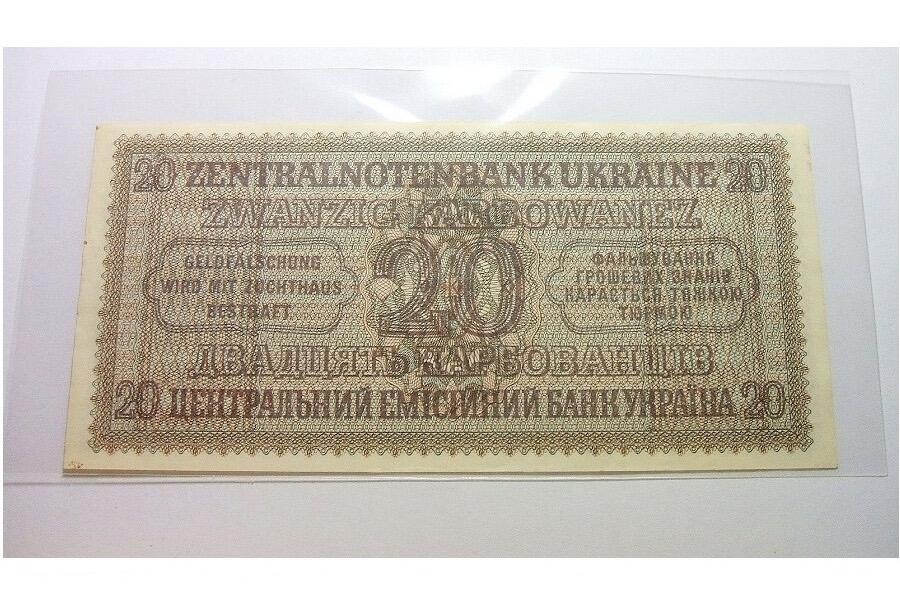 20 ZENTRALNOTENBANK UKRAINE 20
ZWANZIG KARBOWANEZ
GELDFÄLSCHUNG
WIRD MIT ZUCHTHAUS
BESTRAFT
20
ФАЛЬШУВАННЯ
ГРОШЕВИХ ЗНАКІВ
КАРАЄТЬСЯ ТЯЖКОЮ
ТЮРМОЮ
ДВАДЦЯТЬ КАРБОВАНЦІВ
20 ЦЕНТРАЛЬНИЙ ЕМІСІЙНИЙ БАНК УКРАЇНА 20